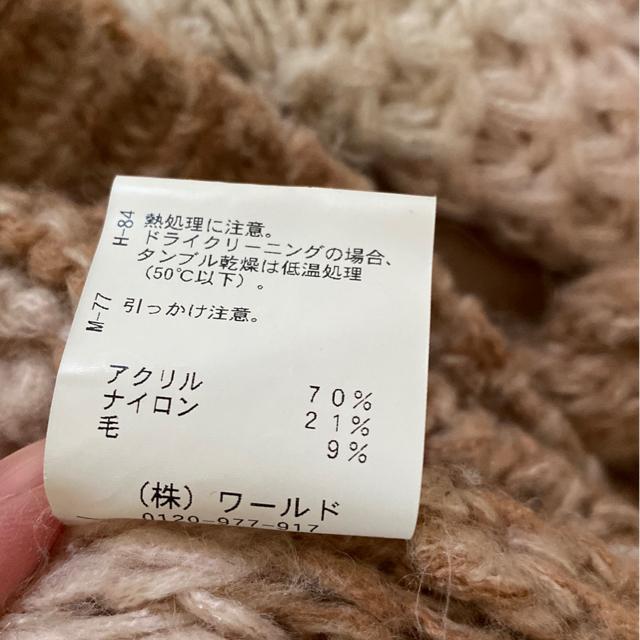 H-84 熱処理に注意。
ドライクリーニングの場合、
タンブル乾燥は低温処理
(50℃以下)。
M-77 引っかけ注意。
アクリル 70%
ナイロン 21%
毛 9%
(株)ワールド
0120-977-917